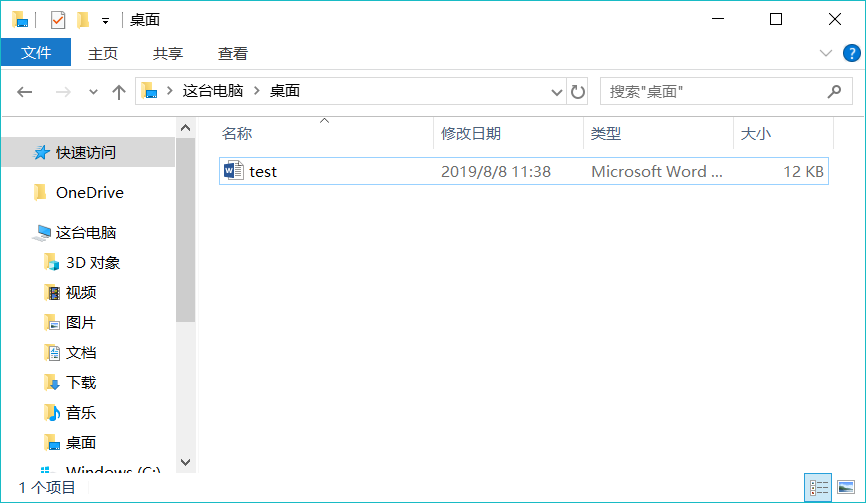 桌面
文件 主页 共享 查看
这台电脑 桌面 搜索"桌面"
名称 修改日期 类型 大小
快速访问
test 2019/8/8 11:38 Microsoft Word ... 12 KB
OneDrive
这台电脑
3D 对象
视频
图片
文档
下载
音乐
桌面
Windows (C:)
1 个项目